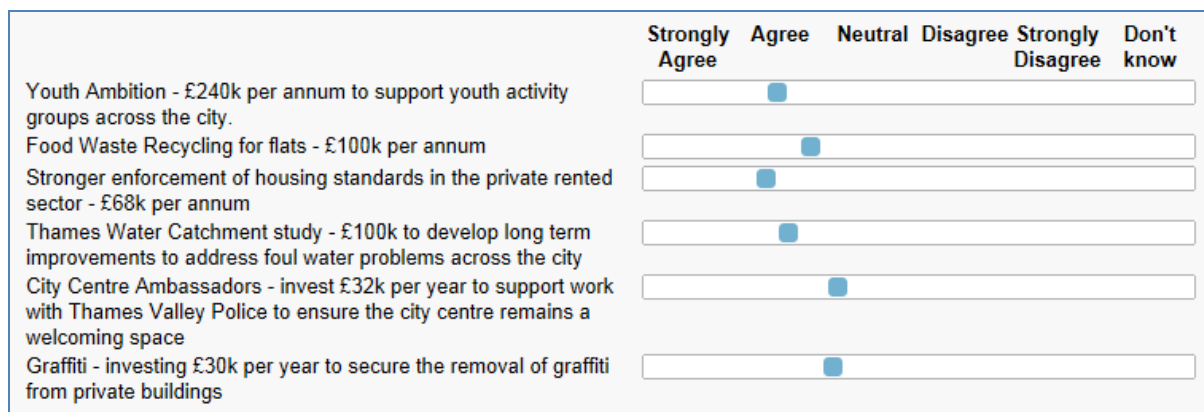 Strongly Agree Neutral Disagree Strongly Don't
Agree Disagree know
Youth Ambition - £240k per annum to support youth activity
groups across the city.
Food Waste Recycling for flats - £100k per annum
Stronger enforcement of housing standards in the private rented
sector - £68k per annum
Thames Water Catchment study - £100k to develop long term
improvements to address foul water problems across the city
City Centre Ambassadors - invest £32k per year to support work
with Thames Valley Police to ensure the city centre remains a
welcoming space
Graffiti - investing £30k per year to secure the removal of graffiti
from private buildings